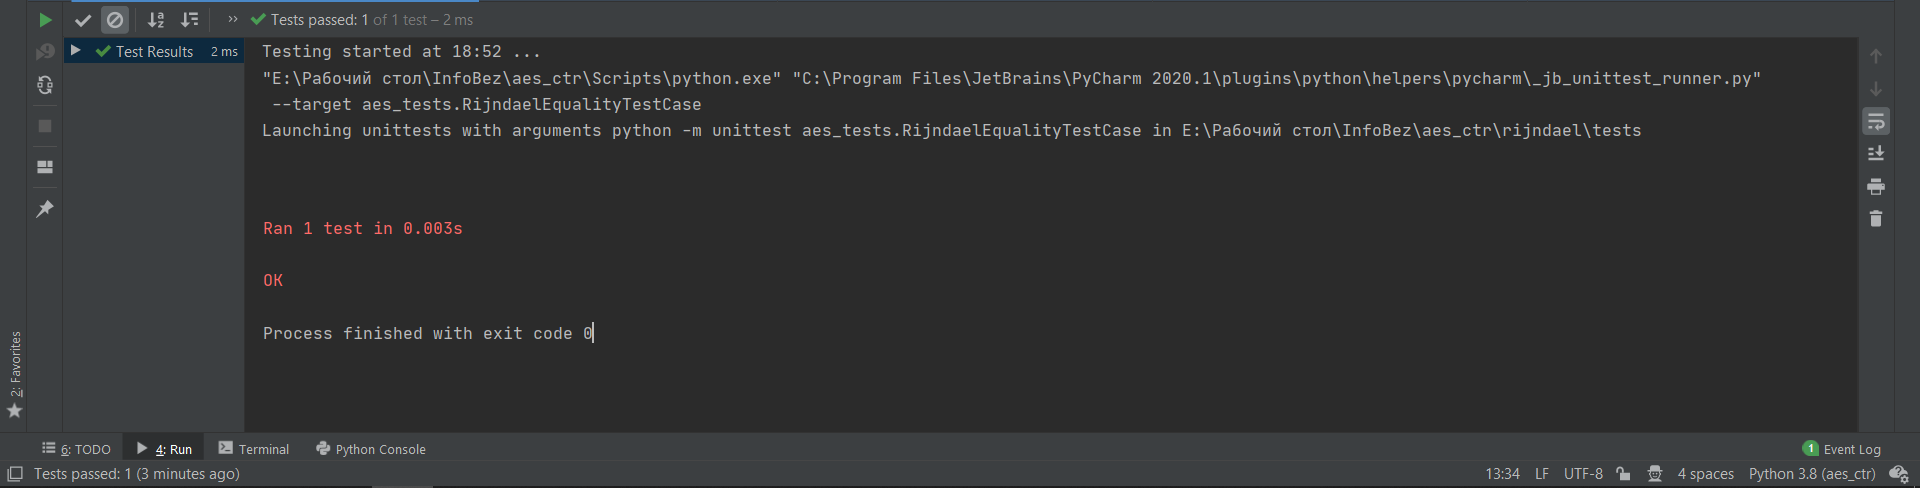 Tests passed: 1 of 1 test – 2 ms
Test Results 2 ms
Testing started at 18:52 ...
"E:\Рабочий стол\InfoBez\aes_ctr\Scripts\python.exe" "C:\Program Files\JetBrains\PyCharm 2020.1\plugins\python\helpers\pycharm\_jb_unittest_runner.py"
--target aes_tests.RijndaelEqualityTestCase
Launching unittests with arguments python -m unittest aes_tests.RijndaelEqualityTestCase in E:\Рабочий стол\InfoBez\aes_ctr\rijndael\tests
Ran 1 test in 0.003s
OK
Process finished with exit code 0
2: Favorites
6: TODO 4: Run Terminal Python Console 1 Event Log
Tests passed: 1 (3 minutes ago) 13:34 LF UTF-8 4 spaces Python 3.8 (aes_ctr)